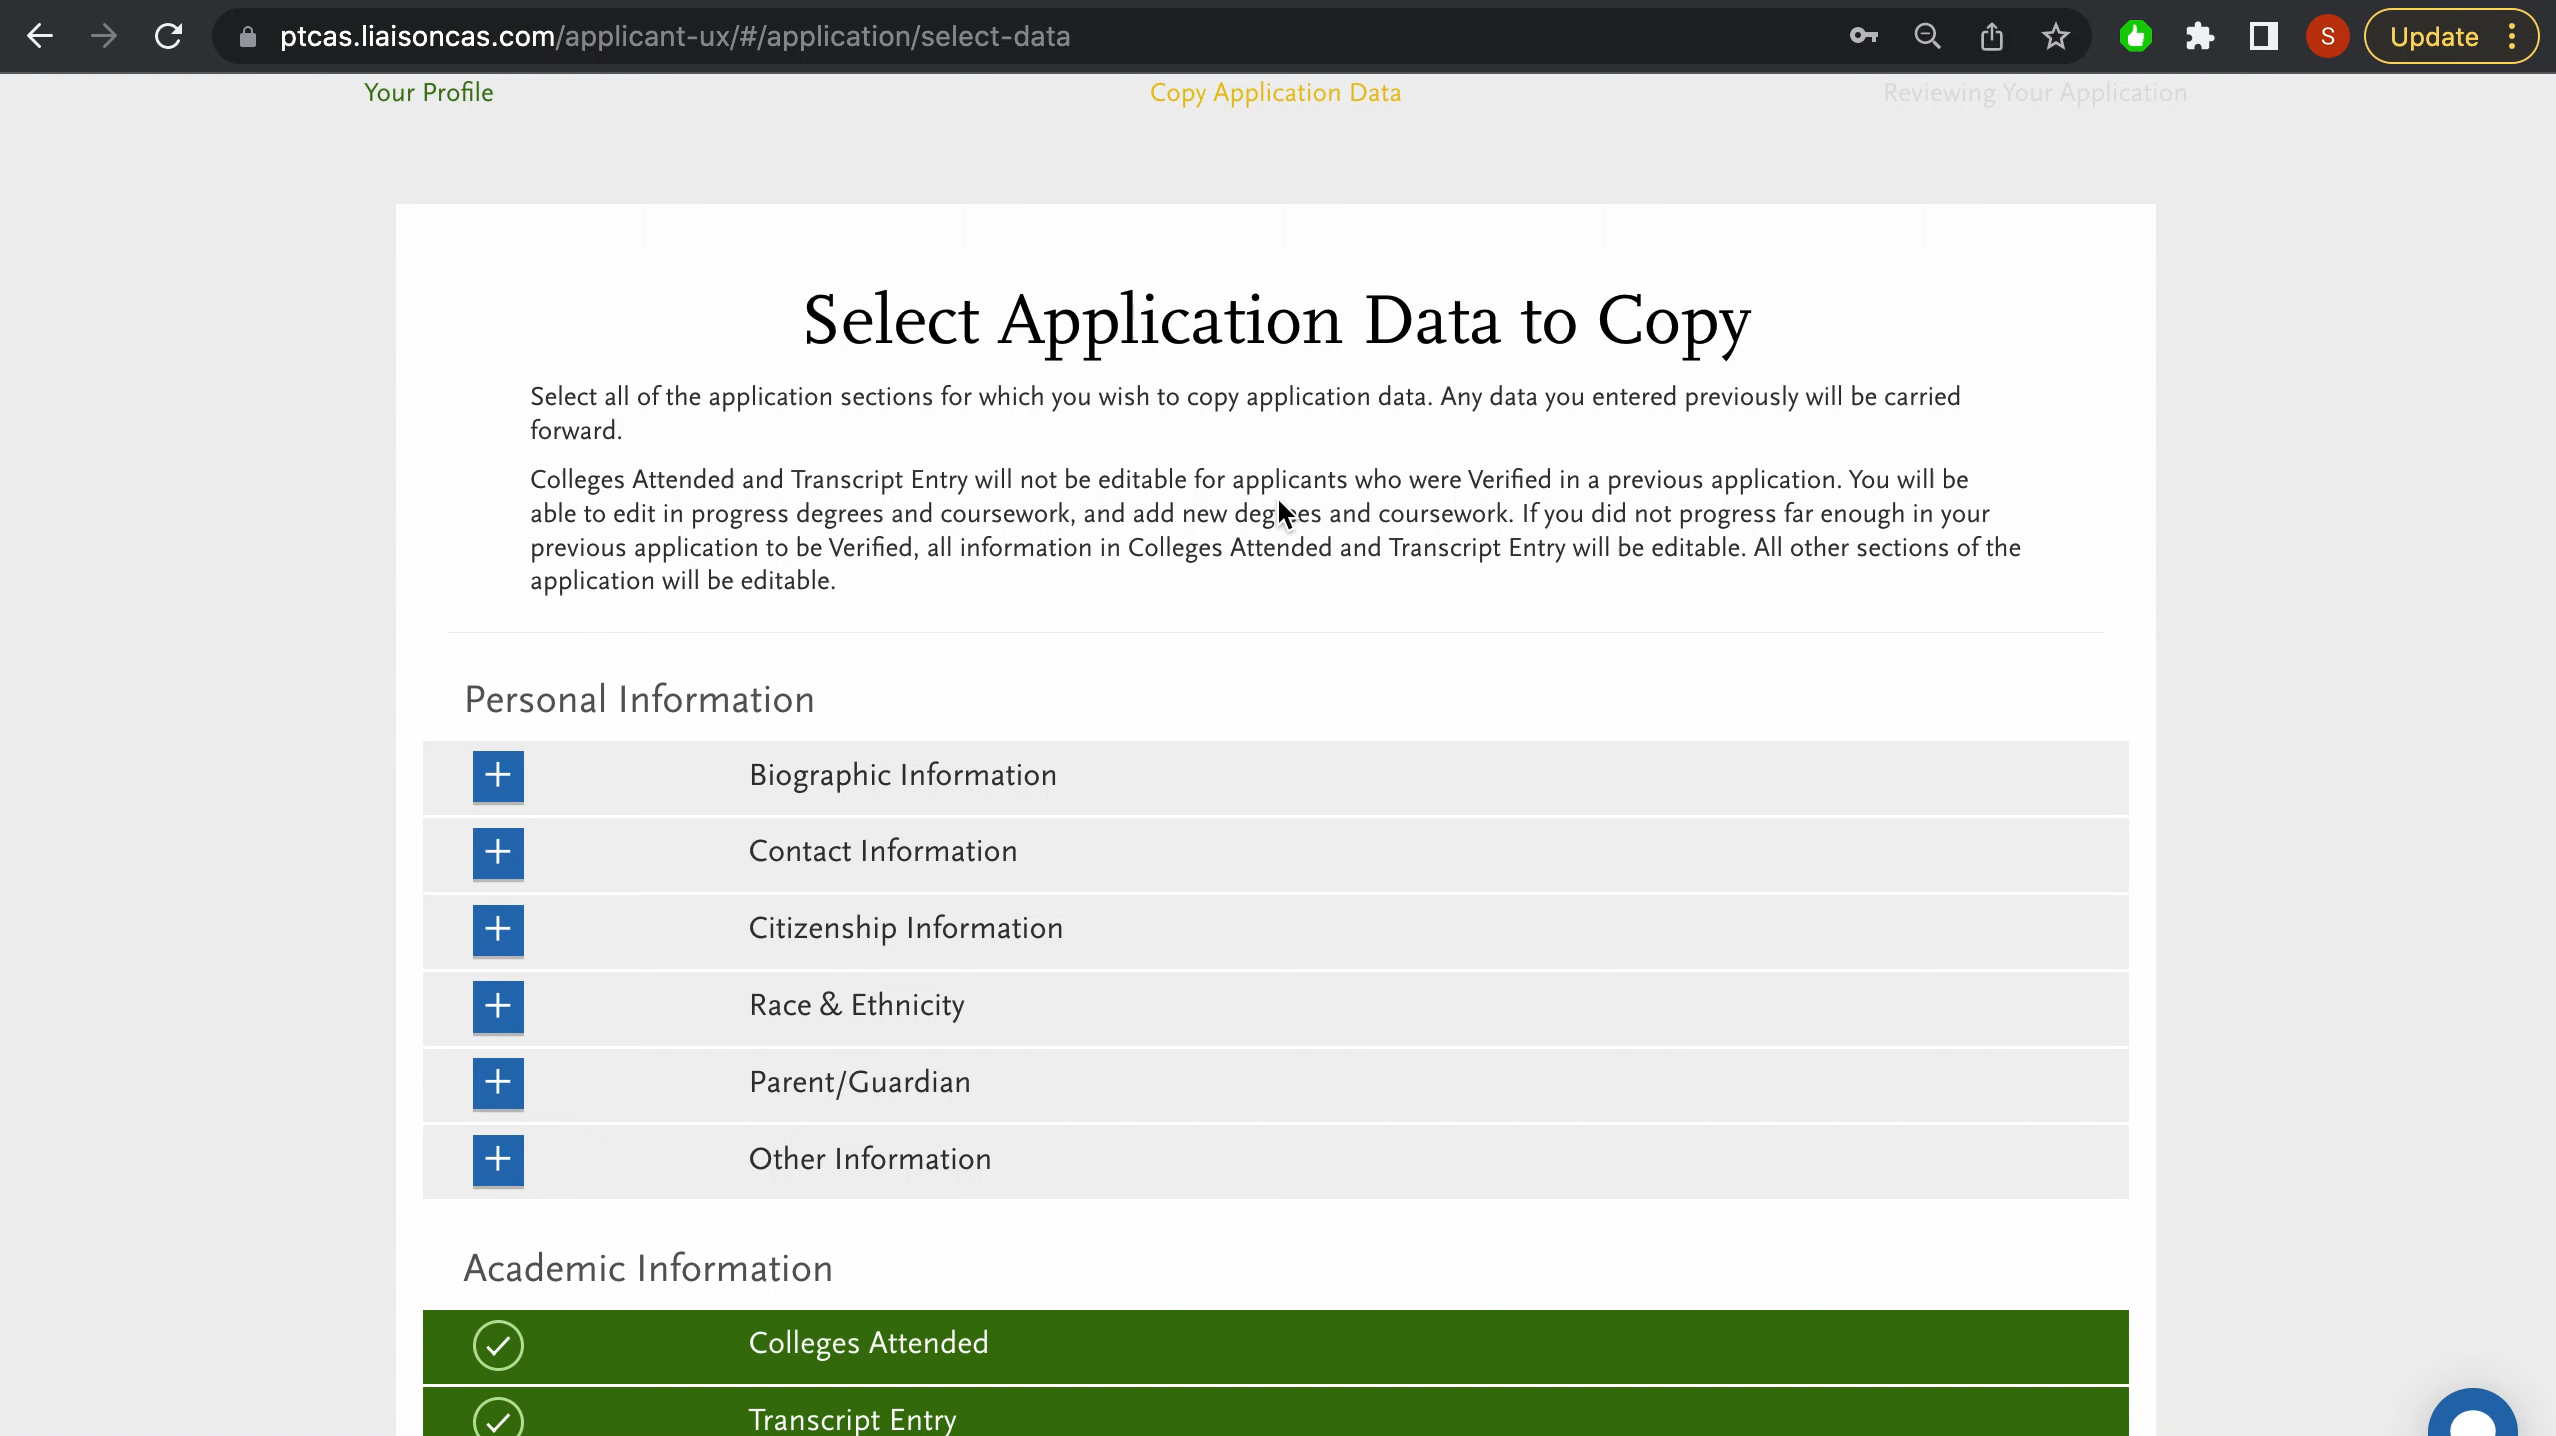 ptcas.liaisoncas.com/applicant-ux/#/application/select-data
S
Update
Your Profile
Copy Application Data
Reviewing Your Application
Select Application Data to Copy
Select all of the application sections for which you wish to copy application data. Any data you entered previously will be carried
forward.
Colleges Attended and Transcript Entry will not be editable for applicants who were Verified in a previous application. You will be
able to edit in progress degrees and coursework, and add new degrees and coursework. If you did not progress far enough in your
previous application to be Verified, all information in Colleges Attended and Transcript Entry will be editable. All other sections of the
application will be editable.
Personal Information
Biographic Information
Contact Information
Citizenship Information
Race & Ethnicity
Parent/Guardian
Other Information
Academic Information
Colleges Attended
Transcript Entry